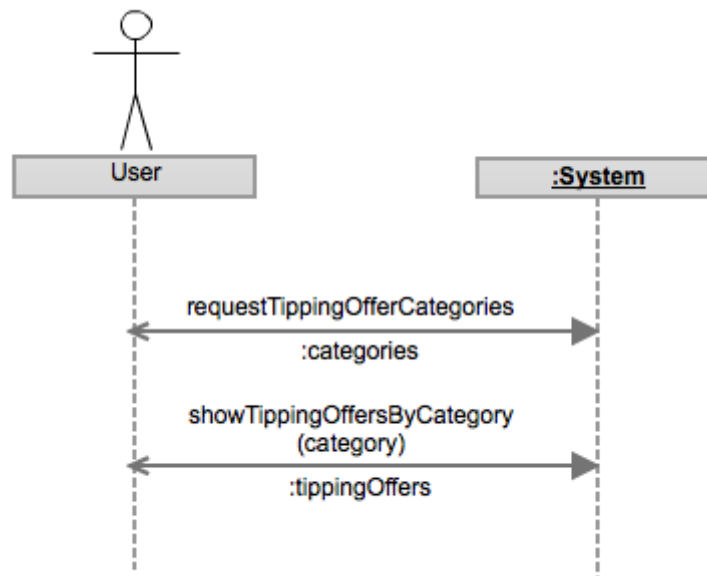 User
:System
requestTippingOfferCategories
:categories
showTippingOffersByCategory
(category)
:tippingOffers